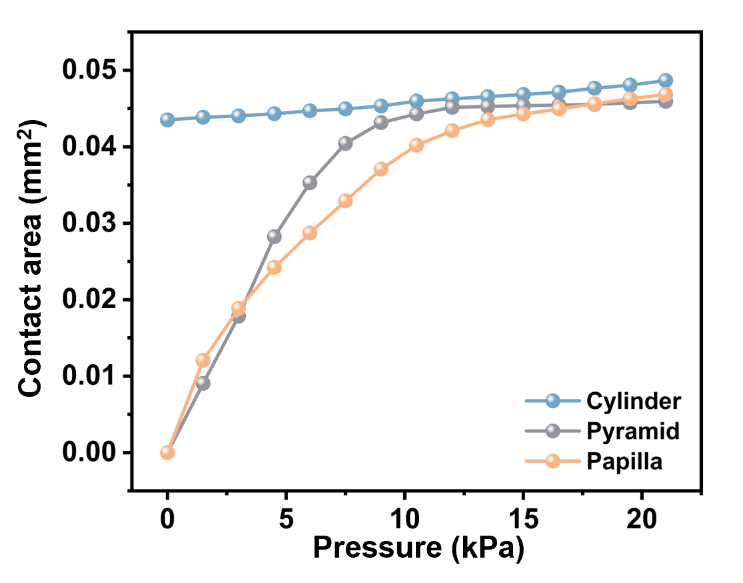 0.05
0.04
0.03
0.02
0.01
0.00
Contact area (mm²)
Cylinder
Pyramid
Papilla
0 5 10 15 20
Pressure (kPa)